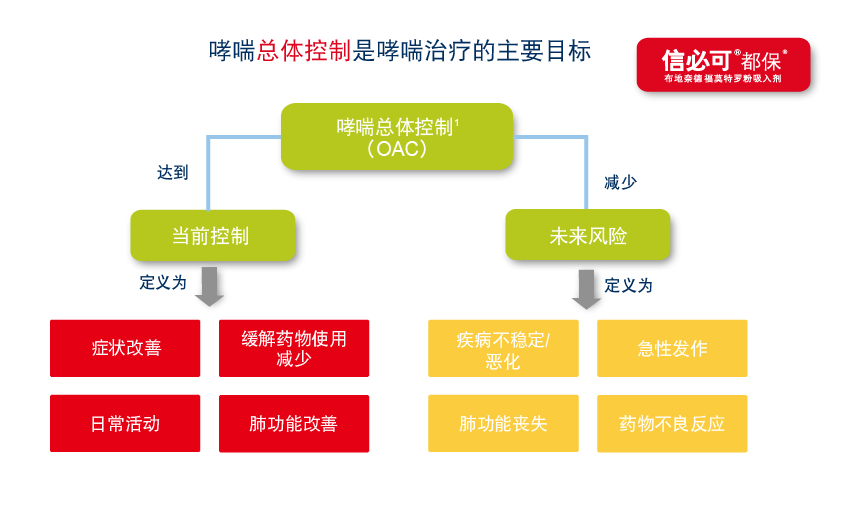 哮喘总体控制是哮喘治疗的主要目标
信必可®都保®
布地奈德福莫特罗粉吸入剂
哮喘总体控制¹
（OAC）
达到
减少
当前控制
未来风险
定义为
定义为
症状改善
缓解药物使用
减少
疾病不稳定/
恶化
急性发作
日常活动
肺功能改善
肺功能丧失
药物不良反应